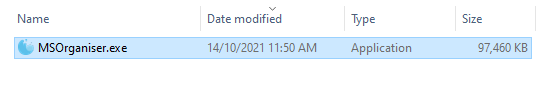 Name Date modified Type Size
MSOrganiser.exe 14/10/2021 11:50 AM Application 97,460 KB